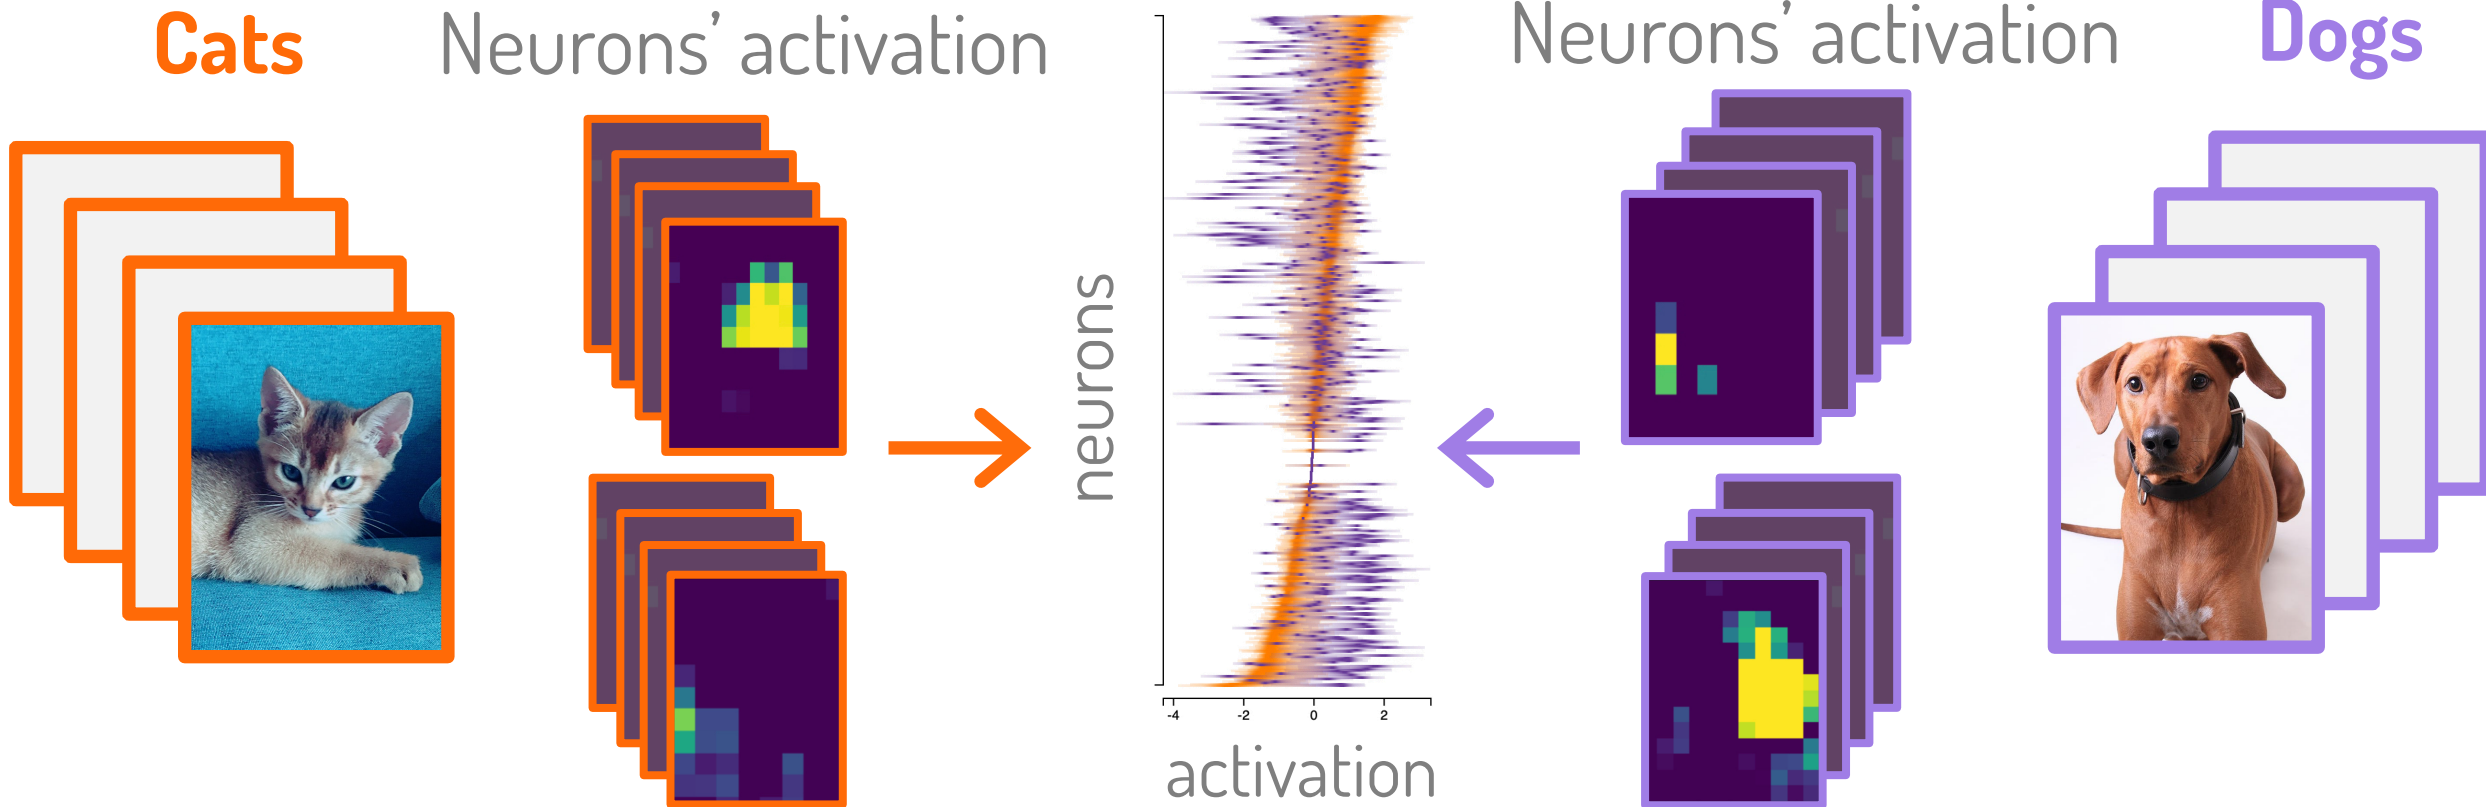 Cats
Neurons’ activation
Neurons’ activation
Dogs
neurons
-4 -2 0 2
activation